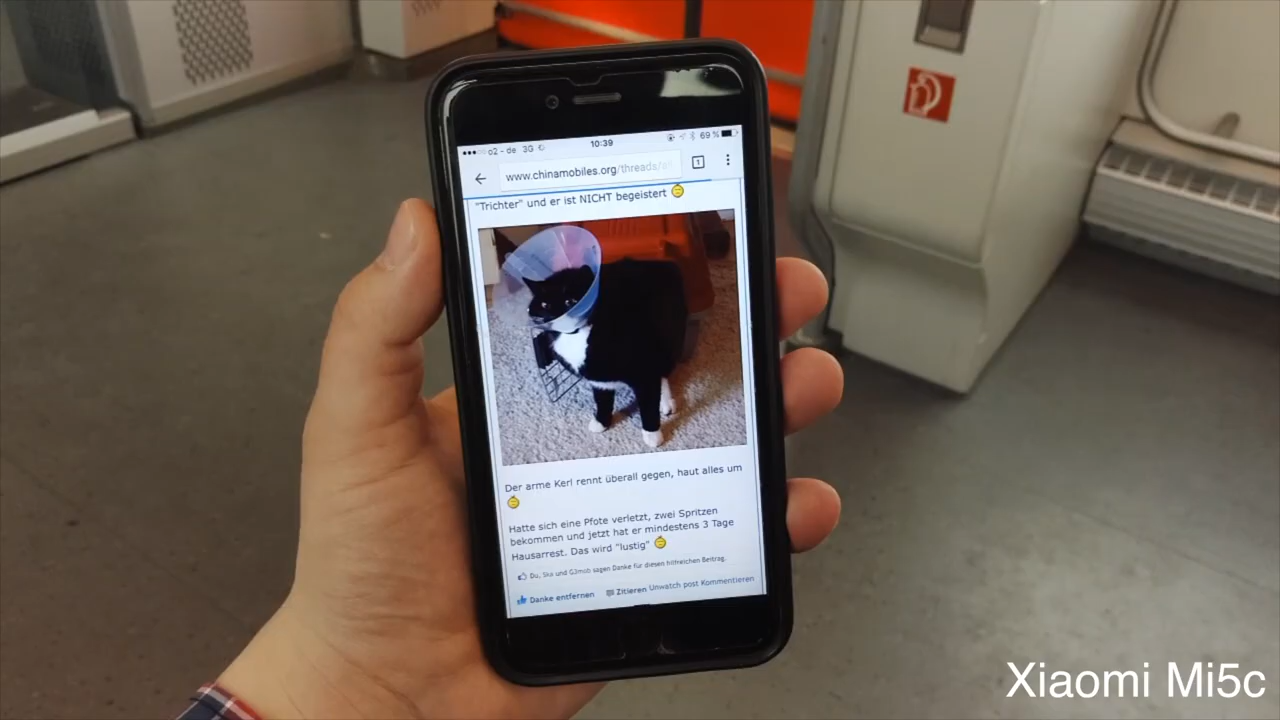 o2 - de 3G 10:39 69 %
www.chinamobiles.org/threads/
1
"Trichter" und er ist NICHT begeistert
Der arme Kerl rennt überall gegen, haut alles um
Hatte sich eine Pfote verletzt, zwei Spritzen
bekommen und jetzt hat er mindestens 3 Tage
Hausarrest. Das wird "lustig"
Du, Ska und G3mob sagen Danke für diesen hilfreichen Beitrag.
Danke entfernen Zitieren Unwatch post Kommentieren
Xiaomi Mi5c